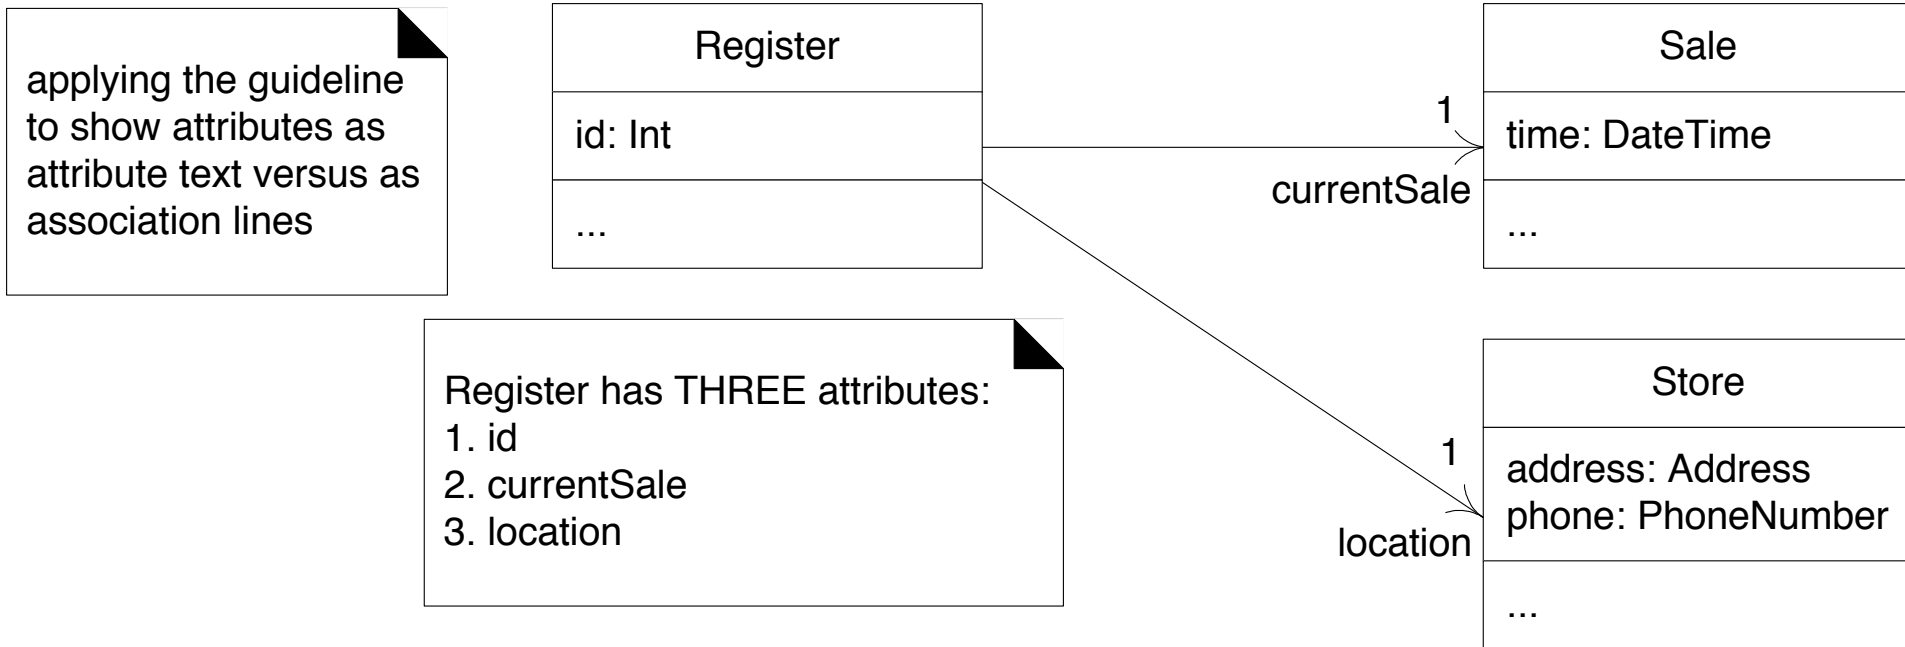 applying the guideline
to show attributes as
attribute text versus as
association lines
Register
id: Int
...
1
currentSale
Sale
time: DateTime
...
Register has THREE attributes:
1. id
2. currentSale
3. location
1
location
Store
address: Address
phone: PhoneNumber
...